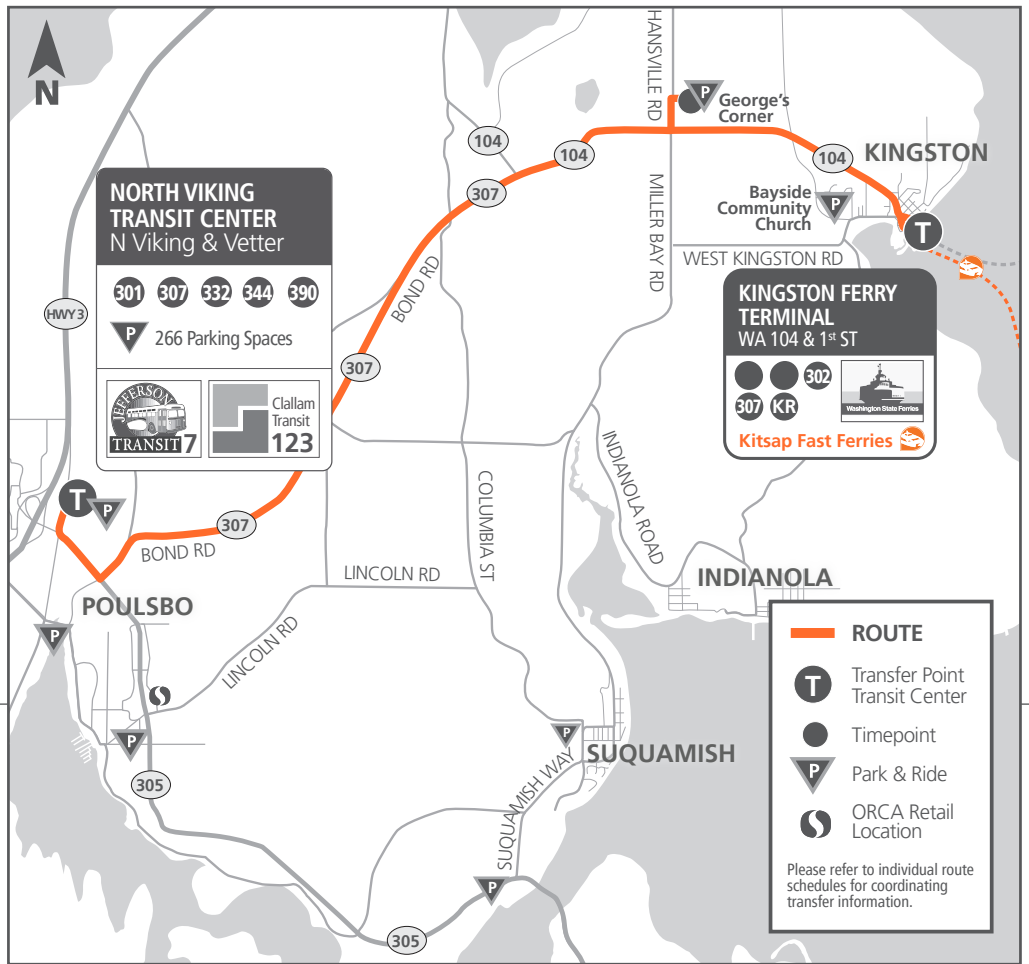 N
HANSVILLE RD
P
George's
Corner
104
104
104
KINGSTON
307
NORTH VIKING
TRANSIT CENTER
N Viking & Vetter
301 307 332 344 390
P 266 Parking Spaces
JEFFERSON
TRANSIT 7
Clallam
Transit
123
HWY 3
BOND RD
307
MILLER BAY RD
Bayside
Community
Church
P
T
WEST KINGSTON RD
KINGSTON FERRY
TERMINAL
WA 104 & 1st ST
302
307 KR
Washington State Ferries
Kitsap Fast Ferries
T
P
307
BOND RD
COLUMBIA ST
INDIANOLA ROAD
LINCOLN RD
INDIANOLA
POULSBO
P
LINCOLN RD
P
305
P
SUQUAMISH
SUQUAMISH WAY
P
305
ROUTE
T Transfer Point
Transit Center
Timepoint
P Park & Ride
ORCA Retail
Location
Please refer to individual route
schedules for coordinating
transfer information.